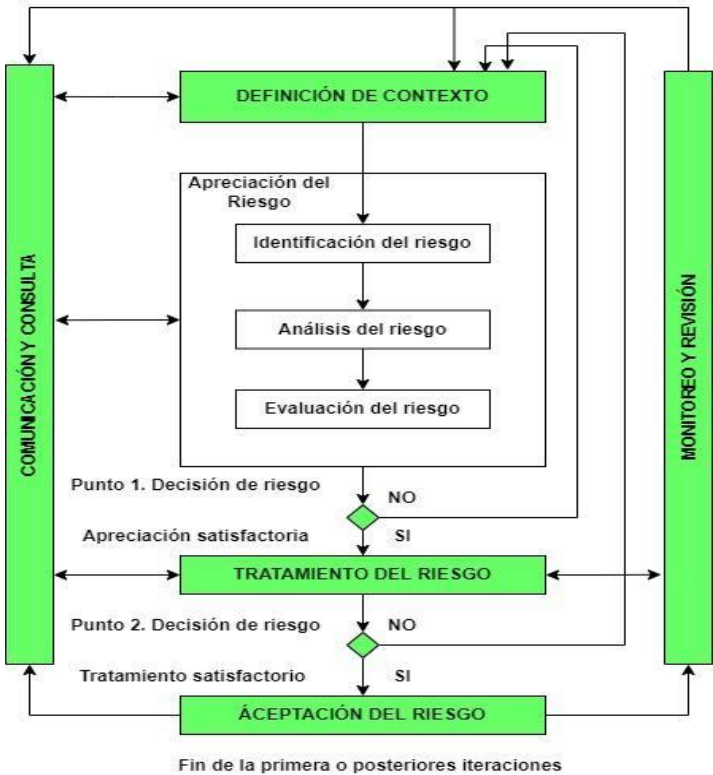 DEFINICIÓN DE CONTEXTO
Apreciación del
Riesgo
Identificación del riesgo
Análisis del riesgo
Evaluación del riesgo
COMUNICACIÓN Y CONSULTA
MONITOREO Y REVISIÓN
Punto 1. Decisión de riesgo
NO
Apreciación satisfactoria
SI
TRATAMIENTO DEL RIESGO
Punto 2. Decisión de riesgo
NO
Tratamiento satisfactorio
SI
ÁCEPTACIÓN DEL RIESGO
Fin de la primera o posteriores iteraciones